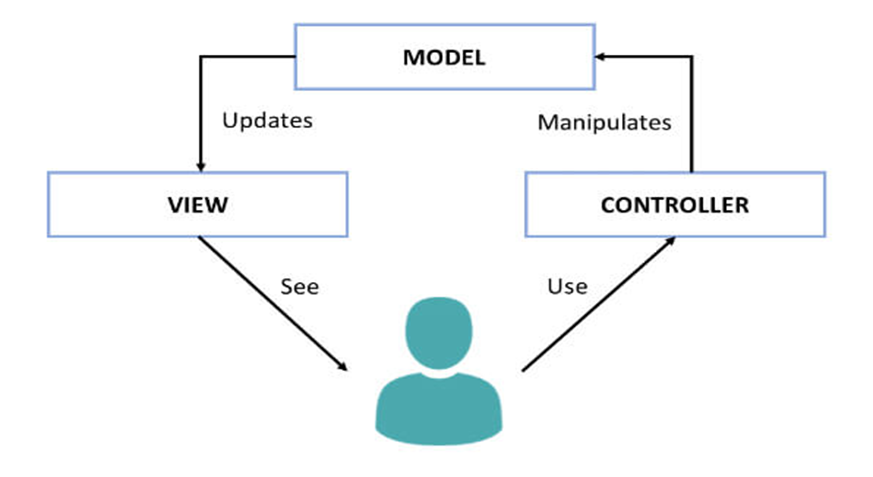 MODEL
Updates
Manipulates
VIEW
CONTROLLER
See
Use